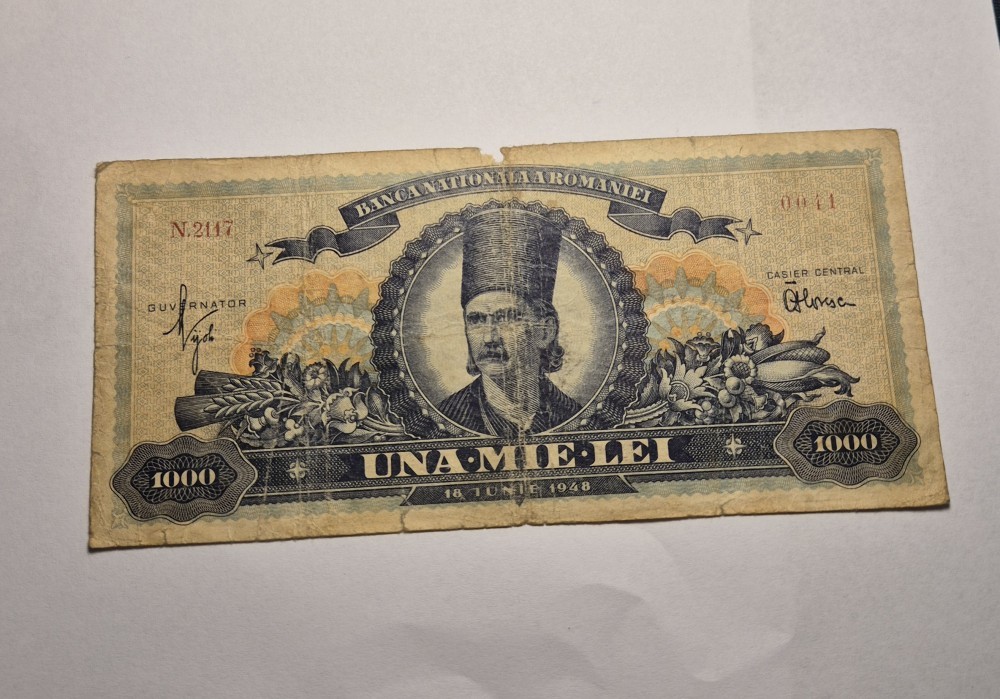 BANCA NATIONALA A ROMANIEI
N.2117
0041
GUVERNATOR
CASIER CENTRAL
1000
UNA·MIE·LEI
1000
18 IUNIE 1948